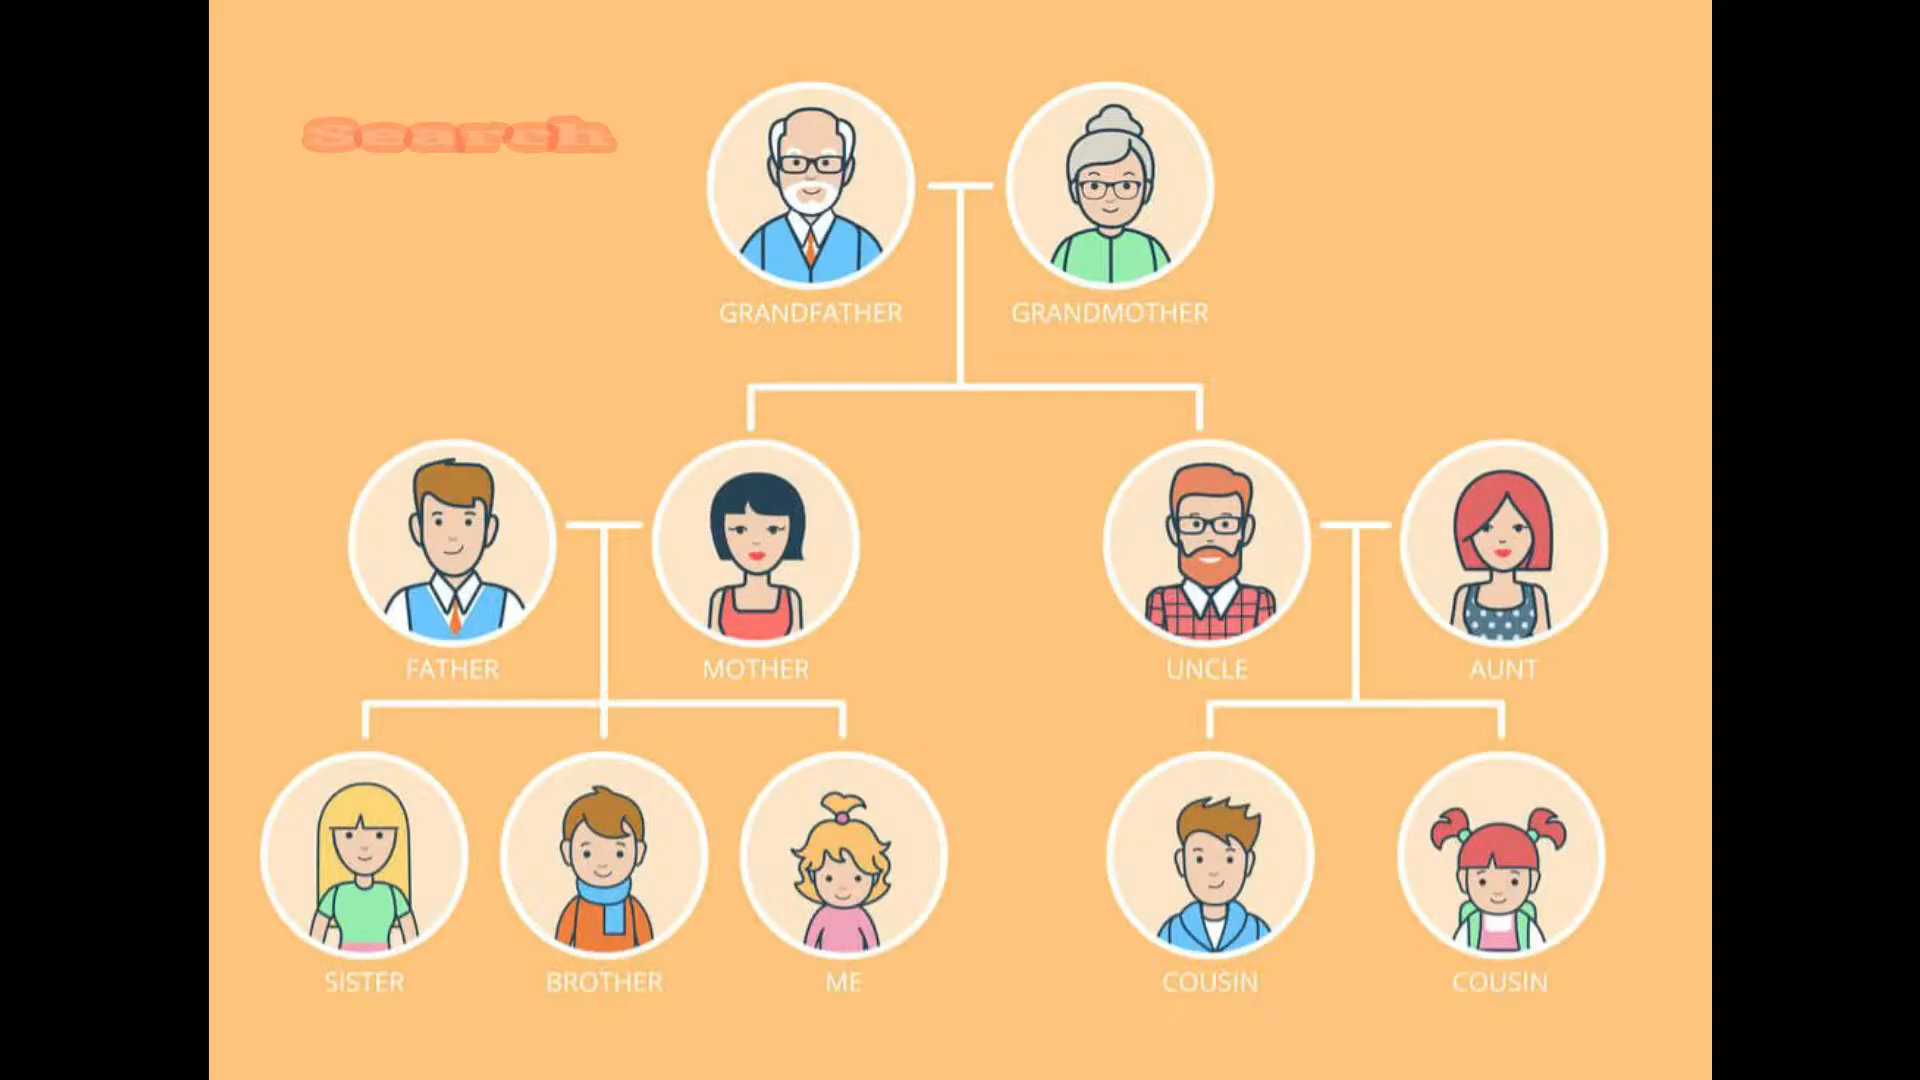 Search
GRANDFATHER GRANDMOTHER
FATHER MOTHER UNCLE AUNT
SISTER BROTHER ME COUSIN COUSIN